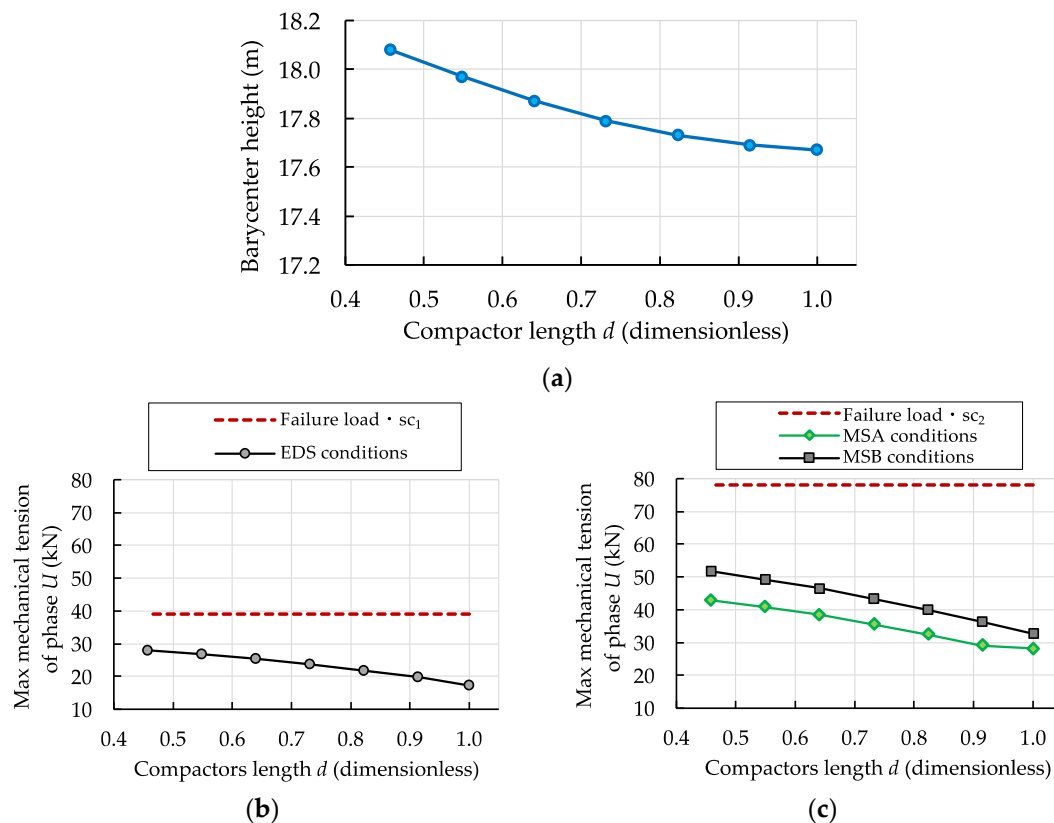 18.2
18.0
17.8
17.6
17.4
17.2
Barycenter height (m)
0.4 0.5 0.6 0.7 0.8 0.9 1.0
Compactor length d (dimensionless)
(a)
Failure load · sc₁
EDS conditions
80
70
60
50
40
30
20
10
Max mechanical tension
of phase U (kN)
0.4 0.5 0.6 0.7 0.8 0.9 1.0
Compactors length d (dimensionless)
(b)
Failure load · sc₂
MSA conditions
MSB conditions
80
70
60
50
40
30
20
10
Max mechanical tension
of phase U (kN)
0.4 0.5 0.6 0.7 0.8 0.9 1.0
Compactors length d (dimensionless)
(c)